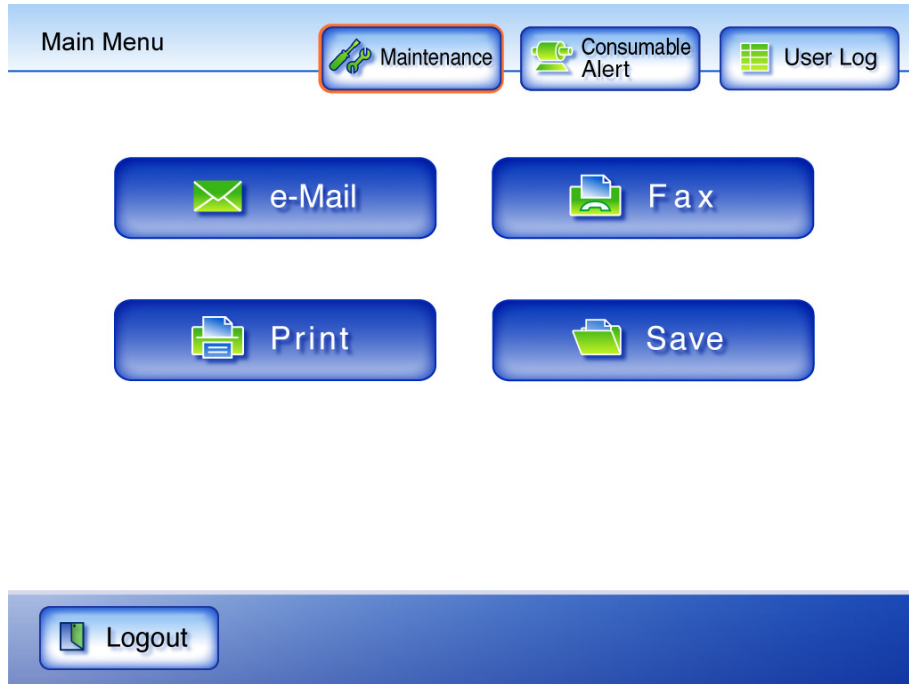 Main Menu
Maintenance
Consumable
Alert
User Log
e-Mail
Fax
Print
Save
Logout